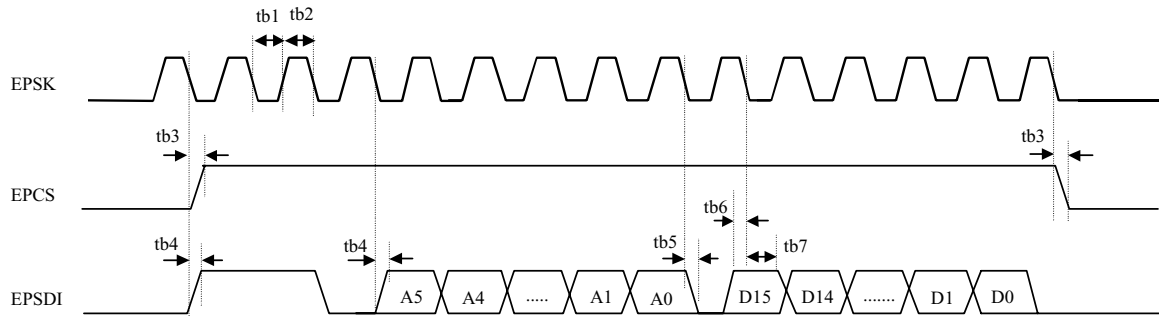 tb1 tb2
EPSK
tb3 tb3
EPCS
tb6
tb4 tb4 tb5 tb7
EPSDI
A5 A4 ..... A1 A0 D15 D14 ....... D1 D0